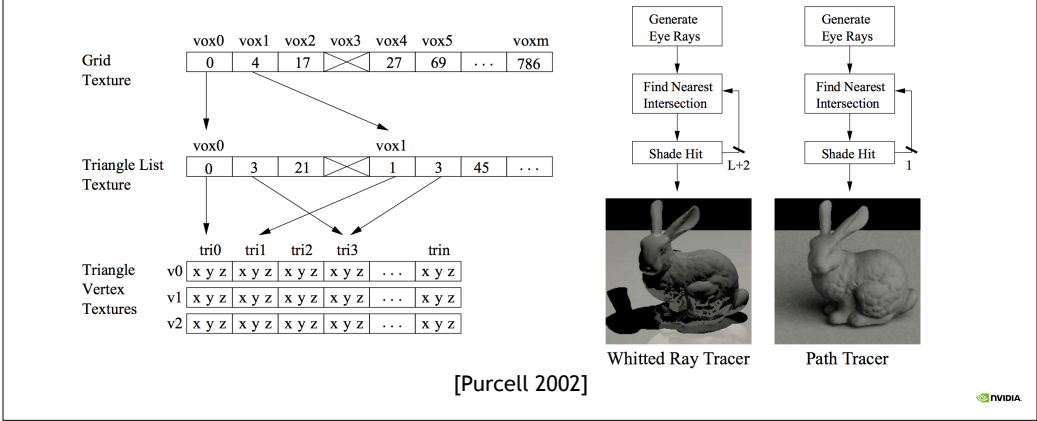 vox0 vox1 vox2 vox3 vox4 vox5 voxm
Grid
Texture
0 4 17 27 69 . . . 786
vox0 vox1
Triangle List
Texture
0 3 21 1 3 45 . . .
tri0 tri1 tri2 tri3 trin
Triangle
Vertex
Textures
v0 x y z x y z x y z x y z . . . x y z
v1 x y z x y z x y z x y z . . . x y z
v2 x y z x y z x y z x y z . . . x y z
Generate
Eye Rays
Find Nearest
Intersection
Shade Hit
L+2
Whitted Ray Tracer
Generate
Eye Rays
Find Nearest
Intersection
Shade Hit
1
Path Tracer
[Purcell 2002]
NVIDIA.